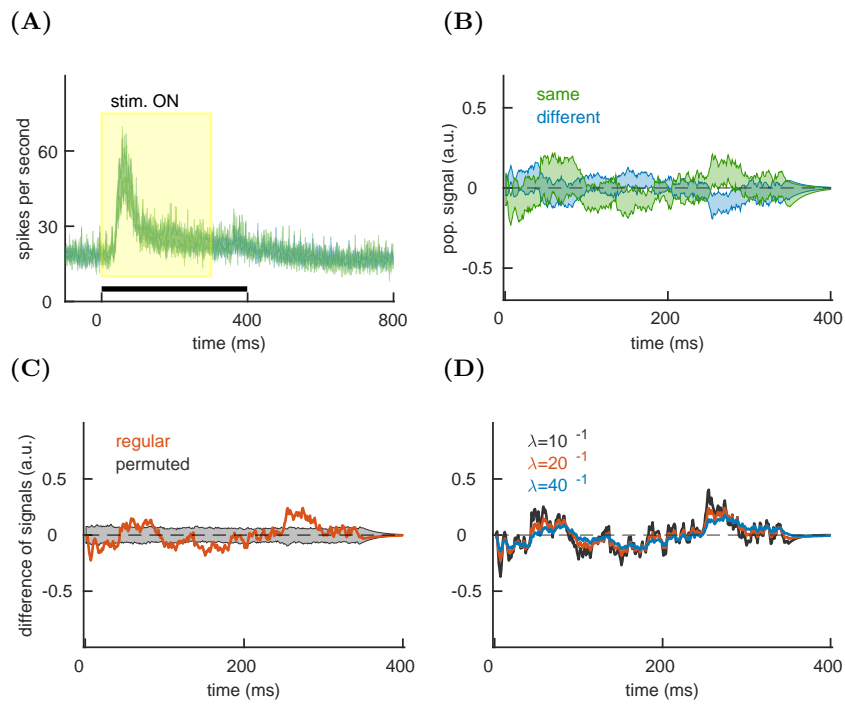 (A)
stim. ON
spikes per second
60
30
0
0
400
800
time (ms)
(B)
same
different
pop. signal (a.u.)
0.5
0
-0.5
0
200
400
time (ms)
(C)
regular
permuted
difference of signals (a.u.)
0.5
0
-0.5
0
200
400
time (ms)
(D)
λ=10 -1
λ=20 -1
λ=40 -1
0.5
0
-0.5
0
200
400
time (ms)